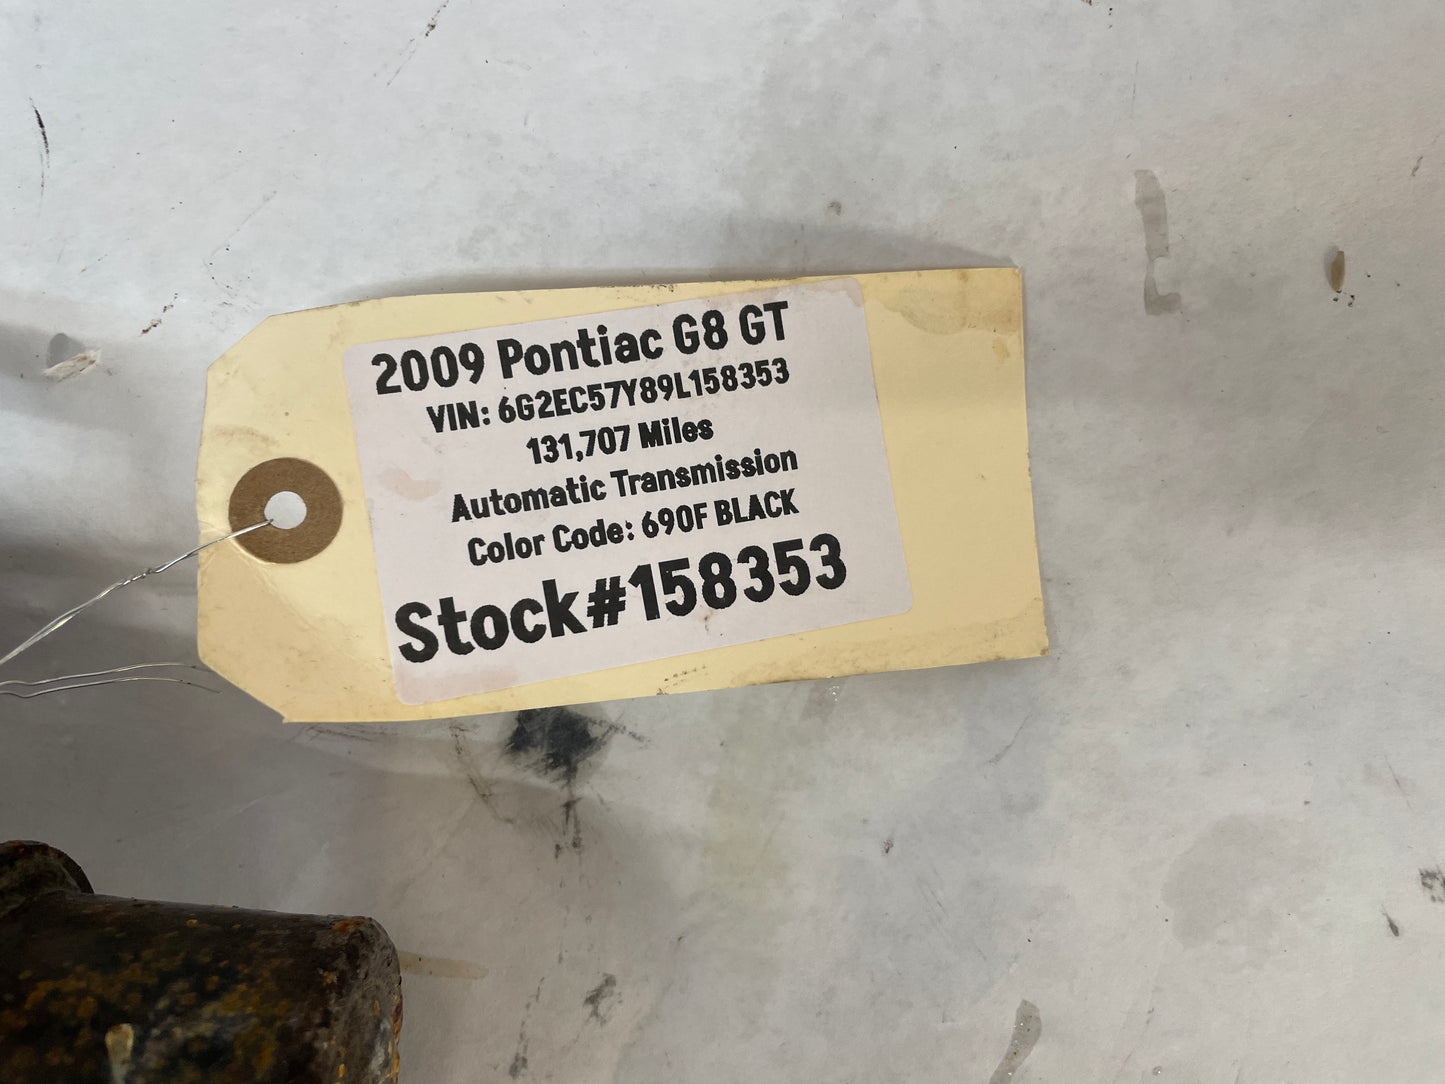 2009 Pontiac G8 GT
VIN: 6G2EC57Y89L158353
131,707 Miles
Automatic Transmission
Color Code: 690F BLACK
Stock#158353